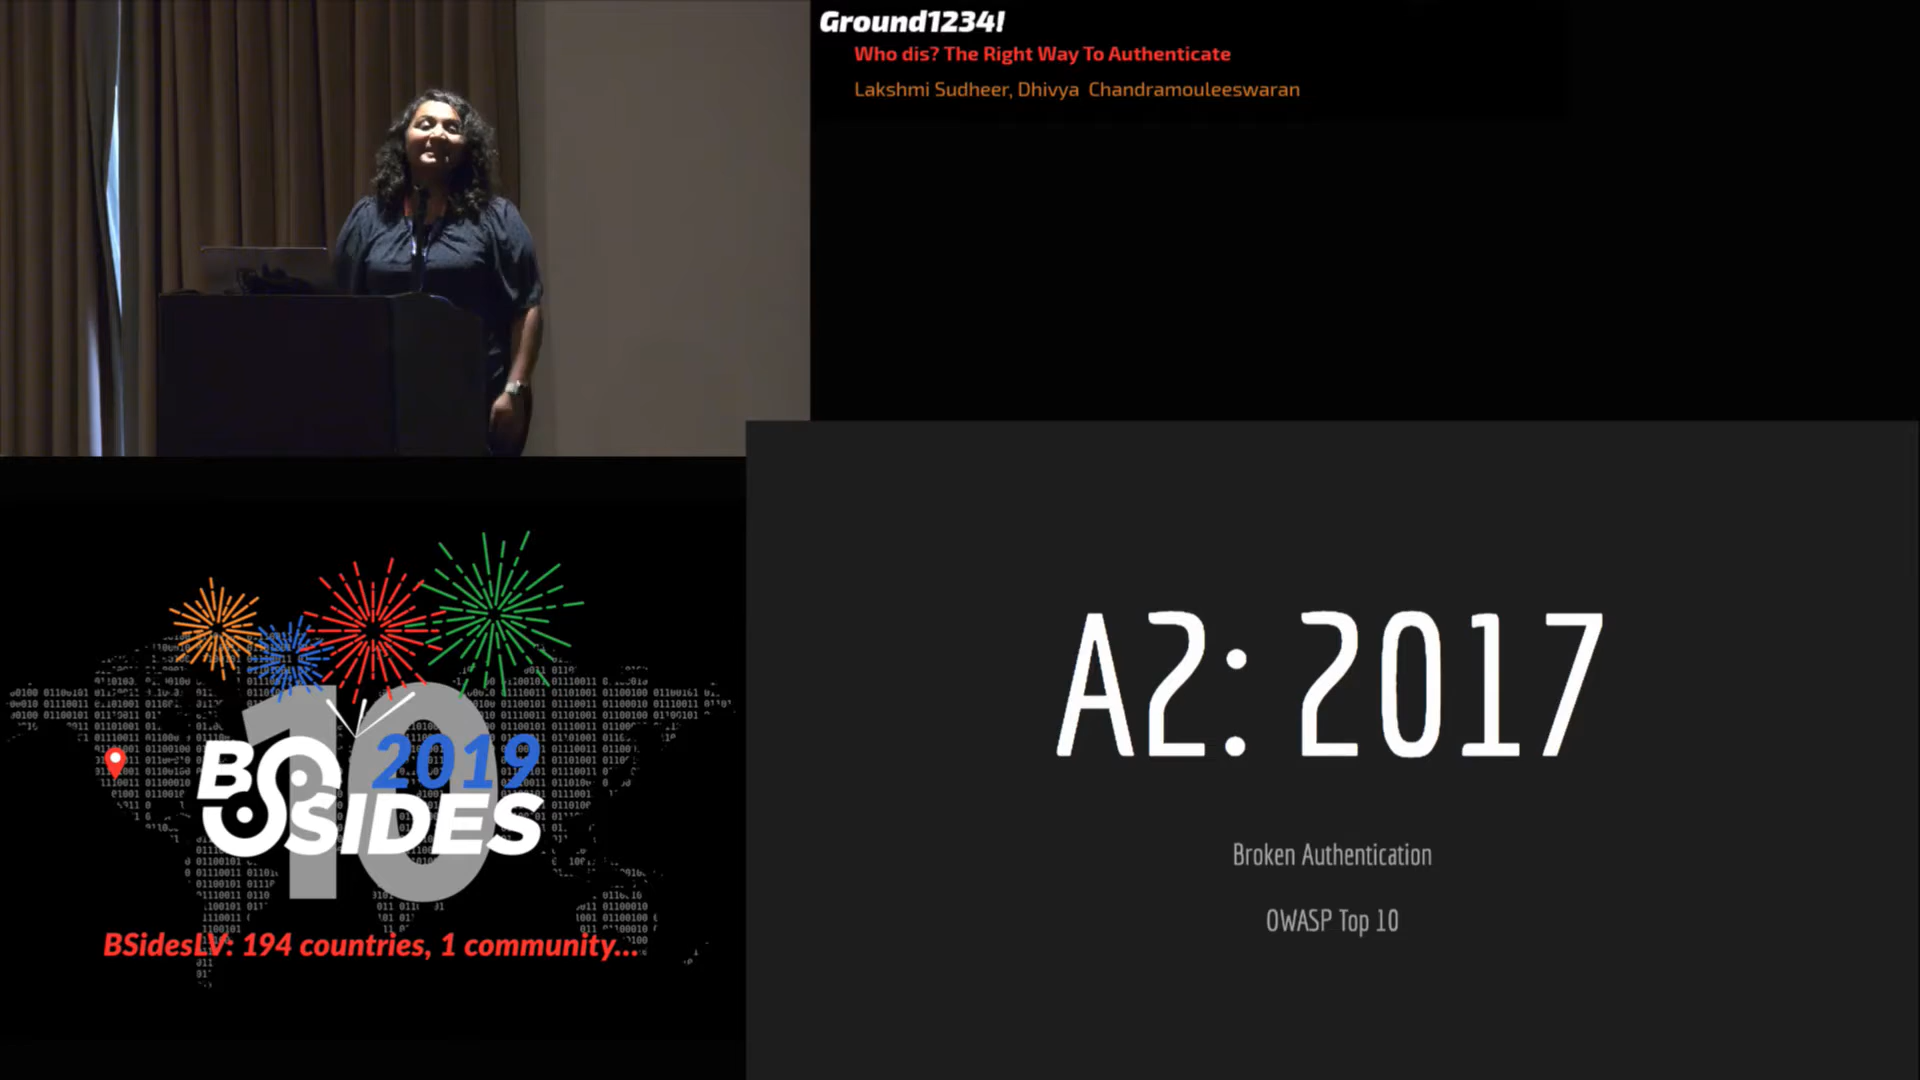 Ground1234!
Who dis? The Right Way To Authenticate
Lakshmi Sudheer, Dhivya Chandramouleeswaran
A2: 2017
Broken Authentication
OWASP Top 10
10
2019
BSIDES
BSidesLV: 194 countries, 1 community...